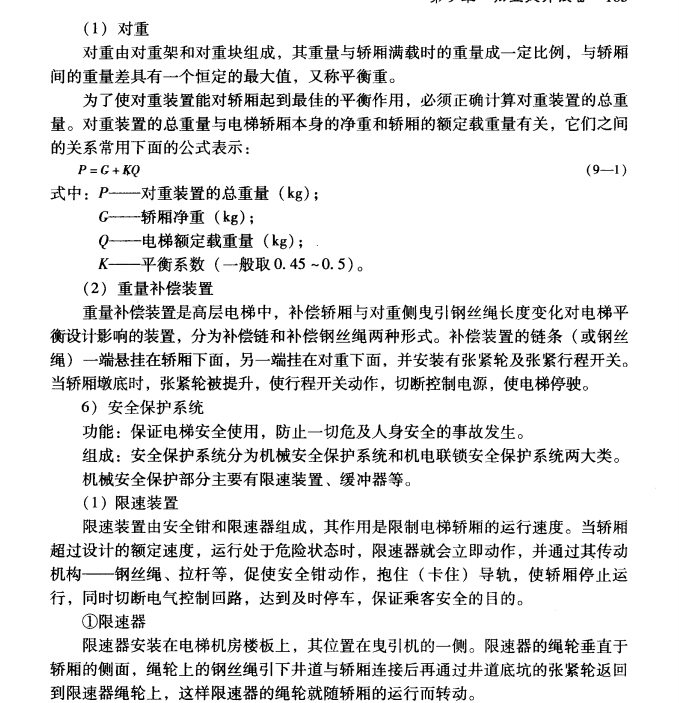 （1）对重
对重由对重架和对重块组成，其重量与轿厢满载时的重量成一定比例，与轿厢
间的重量差具有一个恒定的最大值，又称平衡重。
为了使对重装置能对轿厢起到最佳的平衡作用，必须正确计算对重装置的总重
量。对重装置的总重量与电梯轿厢本身的净重和轿厢的额定载重量有关，它们之间
的关系常用下面的公式表示：
P = G + KQ （9—1）
式中：P——对重装置的总重量（kg）；
G——轿厢净重（kg）；
Q——电梯额定载重量（kg）；
K——平衡系数（一般取 0.45 ~ 0.5）。
（2）重量补偿装置
重量补偿装置是高层电梯中，补偿轿厢与对重侧曳引钢丝绳长度变化对电梯平
衡设计影响的装置，分为补偿链和补偿钢丝绳两种形式。补偿装置的链条（或钢丝
绳）一端悬挂在轿厢下面，另一端挂在对重下面，并安装有张紧轮及张紧行程开关。
当轿厢墩底时，张紧轮被提升，使行程开关动作，切断控制电源，使电梯停驶。
6）安全保护系统
功能：保证电梯安全使用，防止一切危及人身安全的事故发生。
组成：安全保护系统分为机械安全保护系统和机电联锁安全保护系统两大类。
机械安全保护部分主要有限速装置、缓冲器等。
（1）限速装置
限速装置由安全钳和限速器组成，其作用是限制电梯轿厢的运行速度。当轿厢
超过设计的额定速度，运行处于危险状态时，限速器就会立即动作，并通过其传动
机构——钢丝绳、拉杆等，促使安全钳动作，抱住（卡住）导轨，使轿厢停止运
行，同时切断电气控制回路，达到及时停车，保证乘客安全的目的。
①限速器
限速器安装在电梯机房楼板上，其位置在曳引机的一侧。限速器的绳轮垂直于
轿厢的侧面，绳轮上的钢丝绳引下井道与轿厢连接后再通过井道底坑的张紧轮返回
到限速器绳轮上，这样限速器的绳轮就随轿厢的运行而转动。